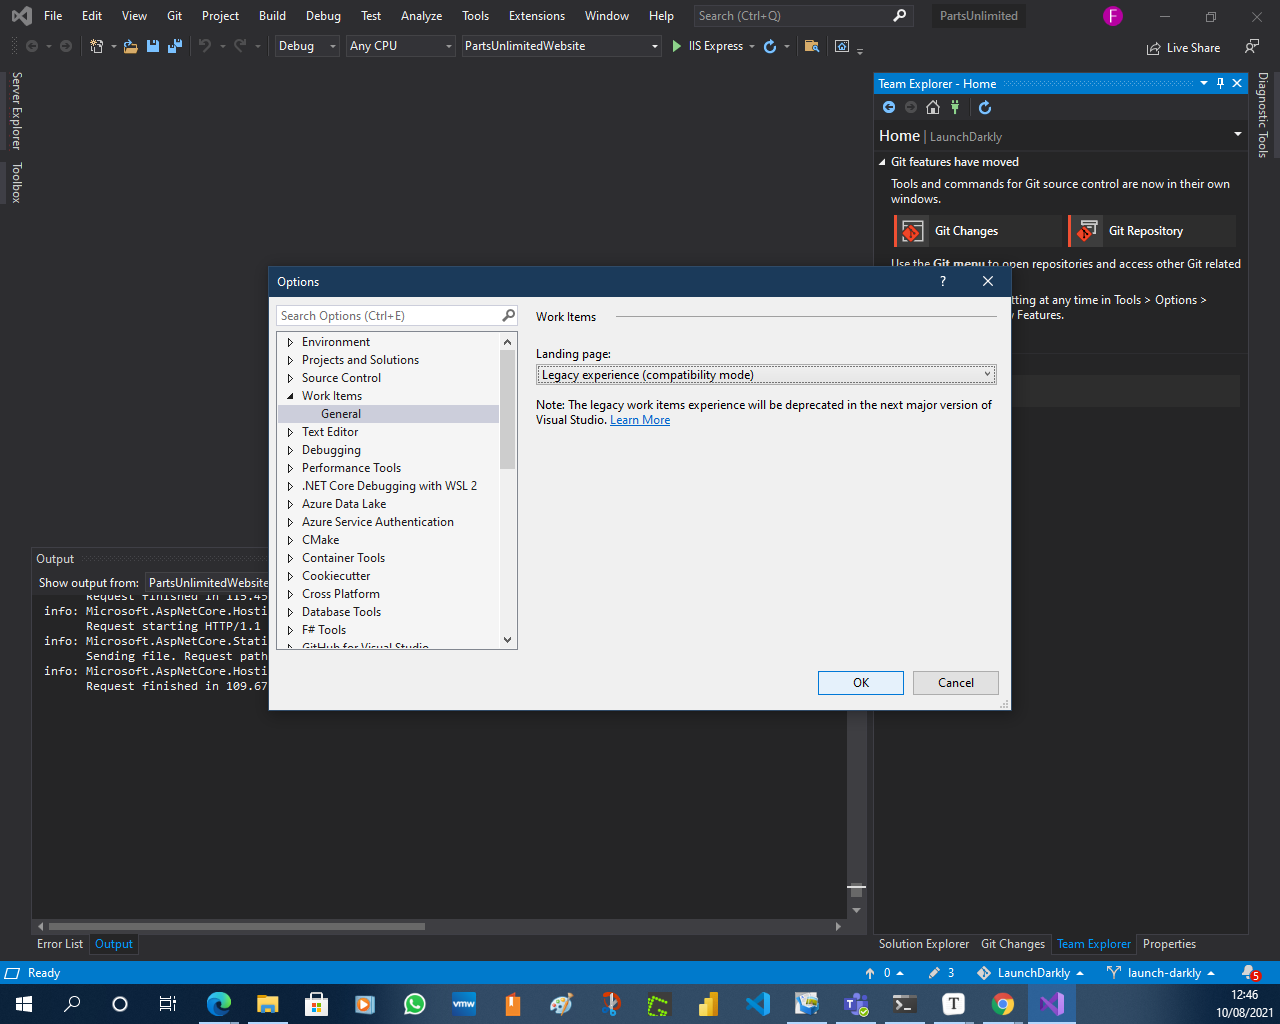 File Edit View Git Project Build Debug Test Analyze Tools Extensions Window Help Search (Ctrl+Q) PartsUnlimited F
Debug Any CPU PartsUnlimitedWebsite IIS Express Live Share
Server Explorer
Toolbox
Team Explorer - Home
Home | LaunchDarkly
Git features have moved
Tools and commands for Git source control are now in their own
windows.
Git Changes Git Repository
Use the Git menu to open repositories and access other Git related
tting at any time in Tools > Options >
y Features.
Diagnostic Tools
Options ?
Search Options (Ctrl+E)
Environment
Projects and Solutions
Source Control
Work Items
General
Text Editor
Debugging
Performance Tools
.NET Core Debugging with WSL 2
Azure Data Lake
Azure Service Authentication
CMake
Container Tools
Cookiecutter
Cross Platform
Database Tools
F# Tools
GitHub for Visual Studio
Work Items
Landing page:
Legacy experience (compatibility mode)
Note: The legacy work items experience will be deprecated in the next major version of
Visual Studio. Learn More
OK Cancel
Output
Show output from: PartsUnlimitedWebsite
Request finished in 115.45
info: Microsoft.AspNetCore.Hosti
Request starting HTTP/1.1
info: Microsoft.AspNetCore.Stati
Sending file. Request path
info: Microsoft.AspNetCore.Hosti
Request finished in 109.67
Error List Output
Solution Explorer Git Changes Team Explorer Properties
Ready 0 3 LaunchDarkly launch-darkly 5
vmw T
12:46
10/08/2021